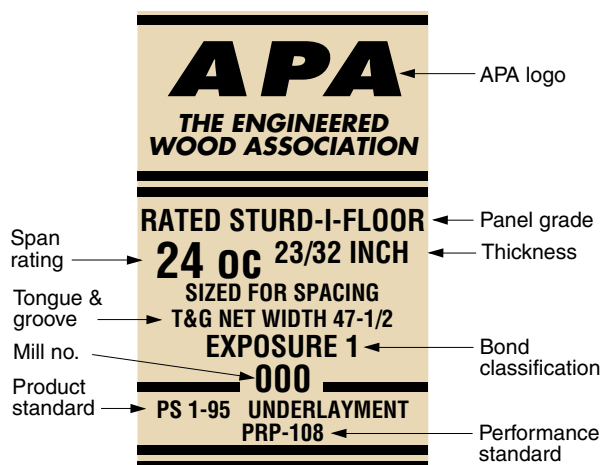 APA
APA logo
THE ENGINEERED
WOOD ASSOCIATION
RATED STURD-I-FLOOR
Panel grade
Span
rating
24 OC 23/32 INCH
Thickness
SIZED FOR SPACING
Tongue &
groove
T&G NET WIDTH 47-1/2
Mill no.
EXPOSURE 1
Bond
classification
000
Product
standard
PS 1-95 UNDERLAYMENT
PRP-108
Performance
standard